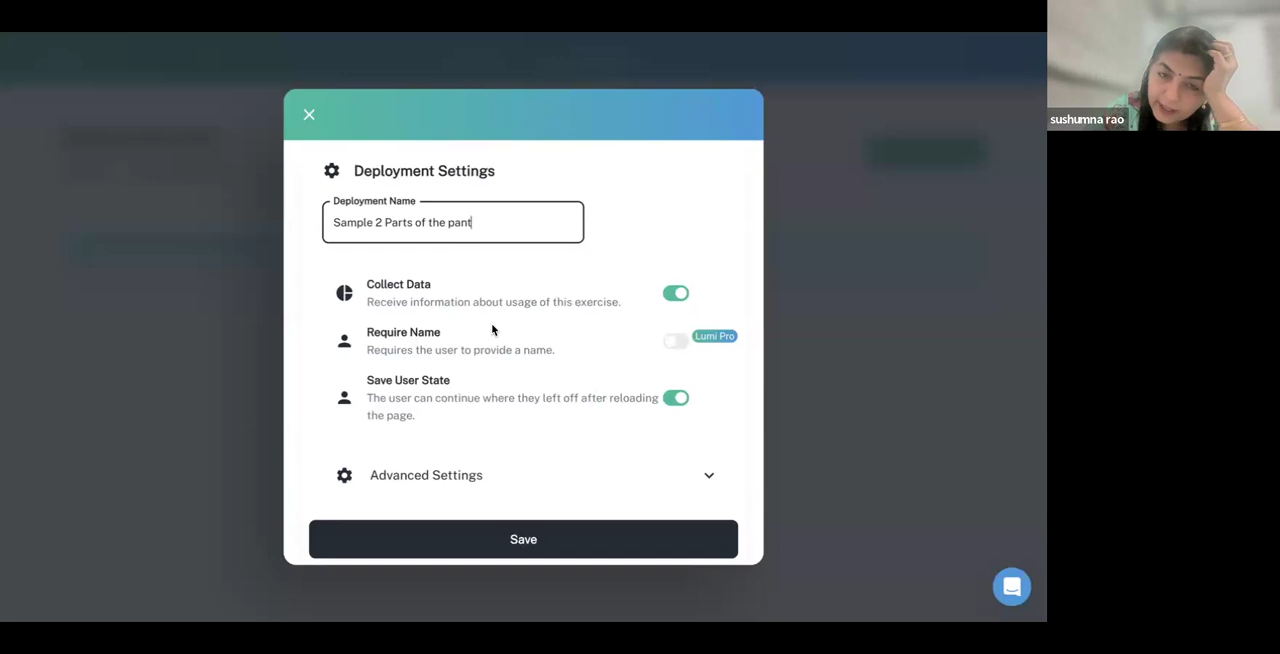 sushumna rao
Deployment Settings
Deployment Name
Sample 2 Parts of the pant
Collect Data
Receive information about usage of this exercise.
Require Name
Requires the user to provide a name.
Lumi Pro
Save User State
The user can continue where they left off after reloading
the page.
Advanced Settings
Save